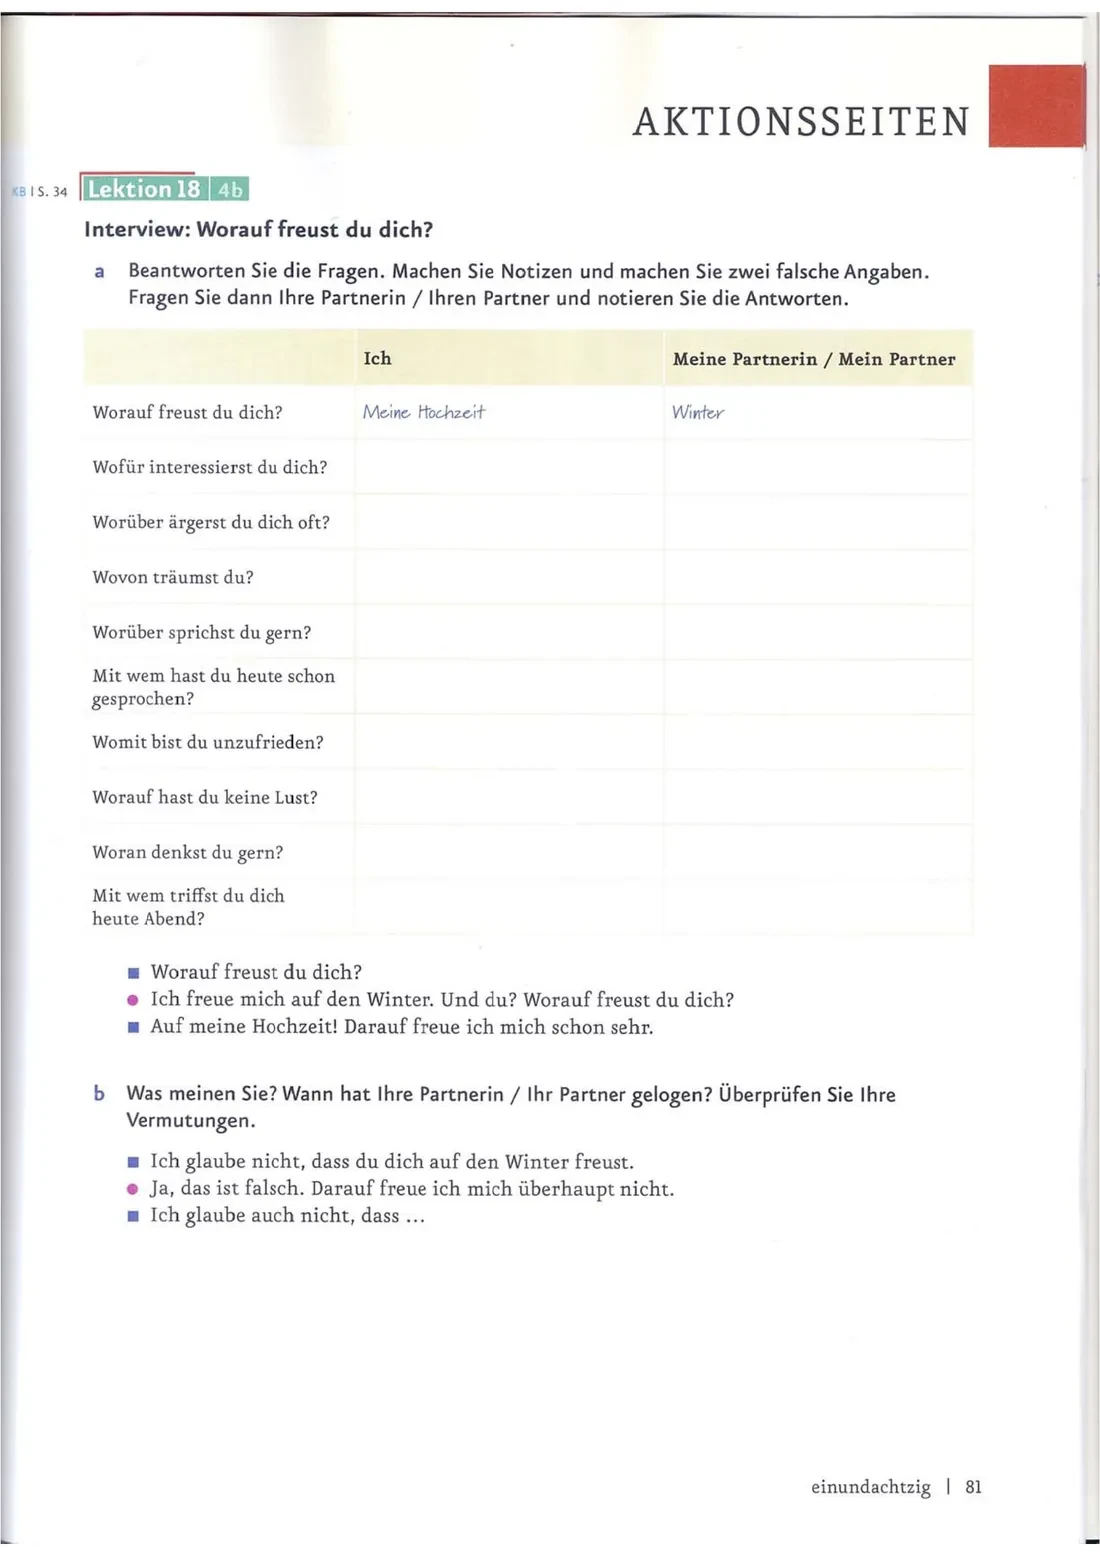 AKTIONSSEITEN
KB | S. 34 Lektion 18 4b
Interview: Worauf freust du dich?
a Beantworten Sie die Fragen. Machen Sie Notizen und machen Sie zwei falsche Angaben.
Fragen Sie dann Ihre Partnerin / Ihren Partner und notieren Sie die Antworten.
Ich Meine Partnerin / Mein Partner
Worauf freust du dich? Meine Hochzeit Winter
Wofür interessierst du dich?
Worüber ärgerst du dich oft?
Wovon träumst du?
Worüber sprichst du gern?
Mit wem hast du heute schon
gesprochen?
Womit bist du unzufrieden?
Worauf hast du keine Lust?
Woran denkst du gern?
Mit wem triffst du dich
heute Abend?
Worauf freust du dich?
Ich freue mich auf den Winter. Und du? Worauf freust du dich?
Auf meine Hochzeit! Darauf freue ich mich schon sehr.
b Was meinen Sie? Wann hat Ihre Partnerin / Ihr Partner gelogen? Überprüfen Sie Ihre
Vermutungen.
Ich glaube nicht, dass du dich auf den Winter freust.
Ja, das ist falsch. Darauf freue ich mich überhaupt nicht.
Ich glaube auch nicht, dass ...
einundachtzig | 81